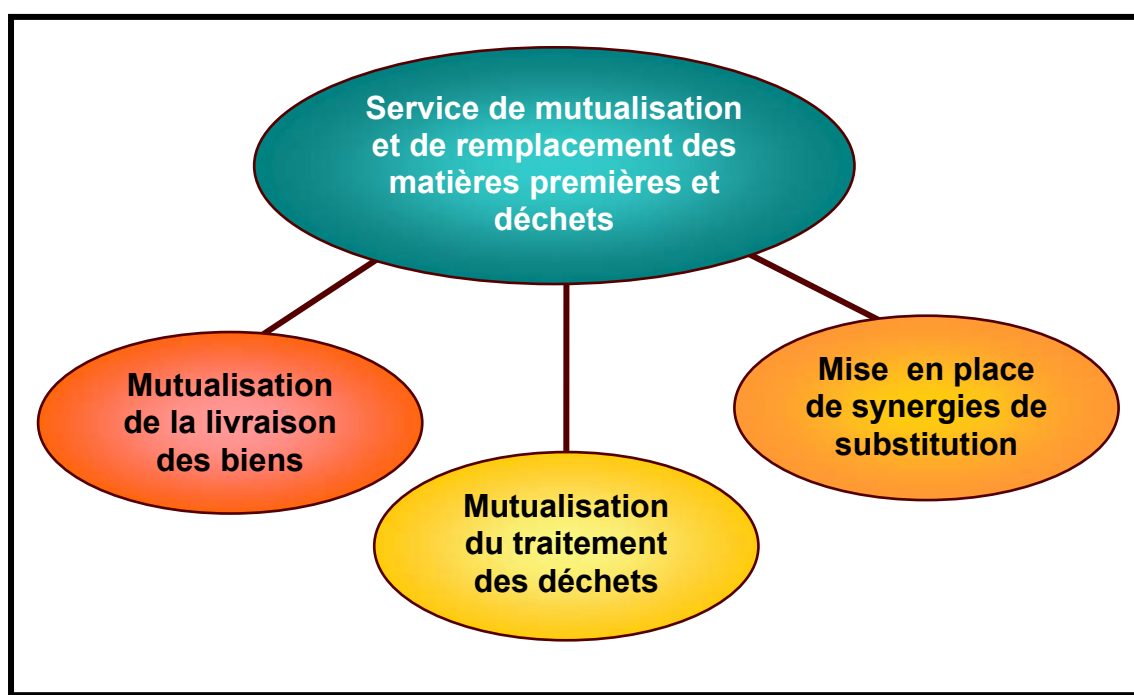 Service de mutualisation
et de remplacement des
matières premières et
déchets
Mutualisation
de la livraison
des biens
Mutualisation
du traitement
des déchets
Mise en place
de synergies de
substitution